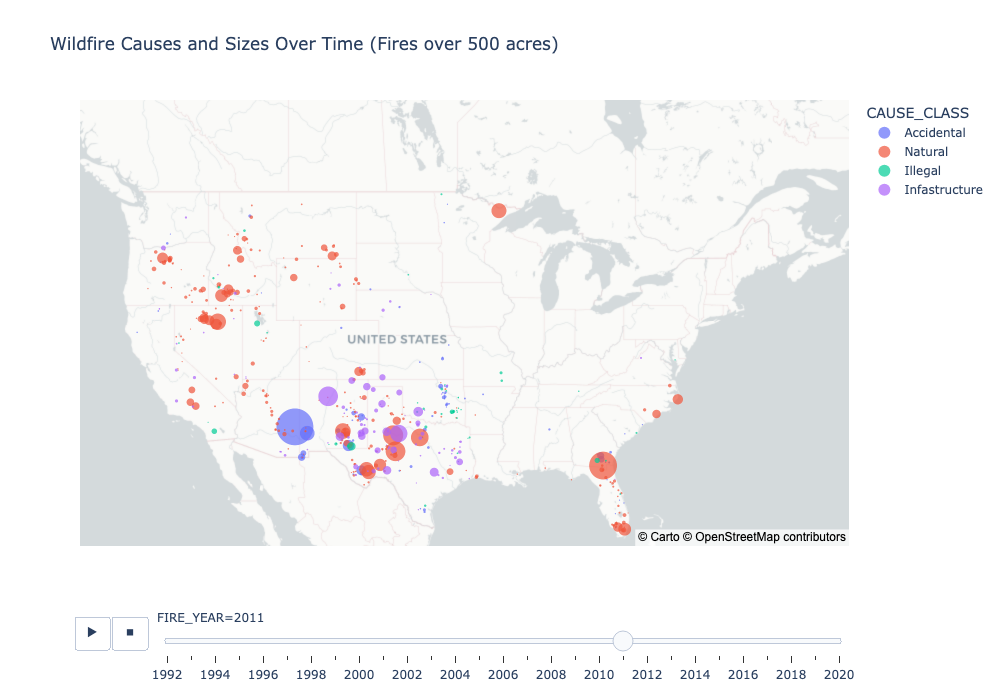 Wildfire Causes and Sizes Over Time (Fires over 500 acres)
CAUSE_CLASS
Accidental
Natural
Illegal
Infastructure
UNITED STATES
© Carto © OpenStreetMap contributors
FIRE_YEAR=2011
1992 1994 1996 1998 2000 2002 2004 2006 2008 2010 2012 2014 2016 2018 2020